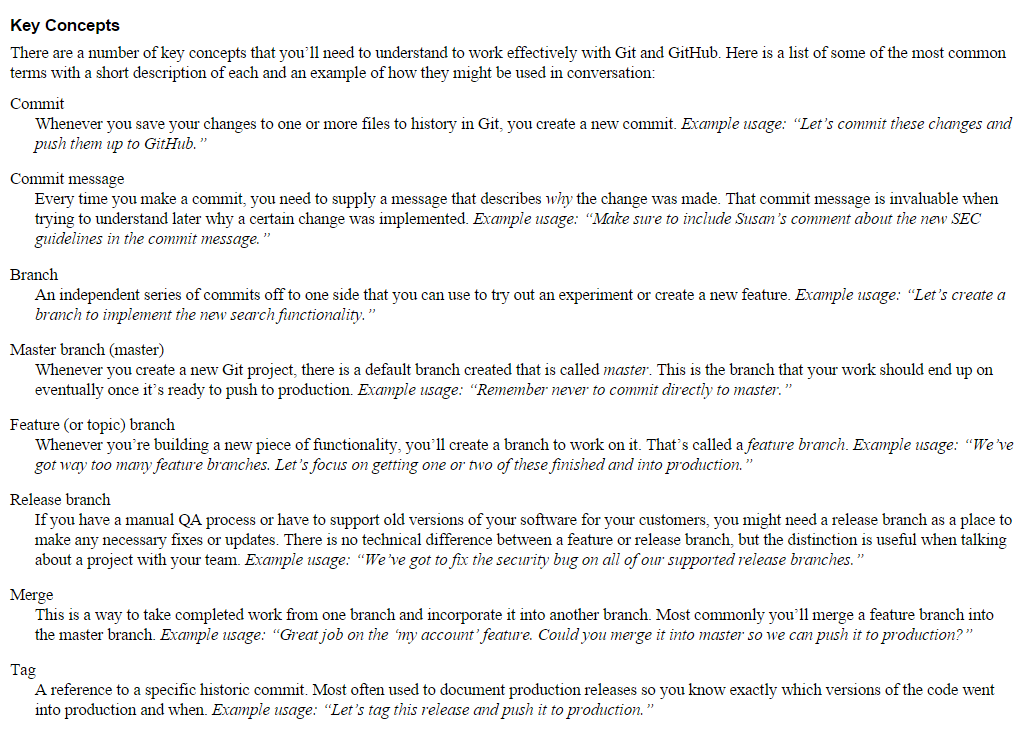 Key Concepts
There are a number of key concepts that you’ll need to understand to work effectively with Git and GitHub. Here is a list of some of the most common
terms with a short description of each and an example of how they might be used in conversation:
Commit
Whenever you save your changes to one or more files to history in Git, you create a new commit. Example usage: “Let’s commit these changes and
push them up to GitHub.”
Commit message
Every time you make a commit, you need to supply a message that describes why the change was made. That commit message is invaluable when
trying to understand later why a certain change was implemented. Example usage: “Make sure to include Susan’s comment about the new SEC
guidelines in the commit message.”
Branch
An independent series of commits off to one side that you can use to try out an experiment or create a new feature. Example usage: “Let’s create a
branch to implement the new search functionality.”
Master branch (master)
Whenever you create a new Git project, there is a default branch created that is called master. This is the branch that your work should end up on
eventually once it’s ready to push to production. Example usage: “Remember never to commit directly to master.”
Feature (or topic) branch
Whenever you’re building a new piece of functionality, you’ll create a branch to work on it. That’s called a feature branch. Example usage: “We’ve
got way too many feature branches. Let’s focus on getting one or two of these finished and into production.”
Release branch
If you have a manual QA process or have to support old versions of your software for your customers, you might need a release branch as a place to
make any necessary fixes or updates. There is no technical difference between a feature or release branch, but the distinction is useful when talking
about a project with your team. Example usage: “We’ve got to fix the security bug on all of our supported release branches.”
Merge
This is a way to take completed work from one branch and incorporate it into another branch. Most commonly you’ll merge a feature branch into
the master branch. Example usage: “Great job on the ‘my account’ feature. Could you merge it into master so we can push it to production?”
Tag
A reference to a specific historic commit. Most often used to document production releases so you know exactly which versions of the code went
into production and when. Example usage: “Let’s tag this release and push it to production.”